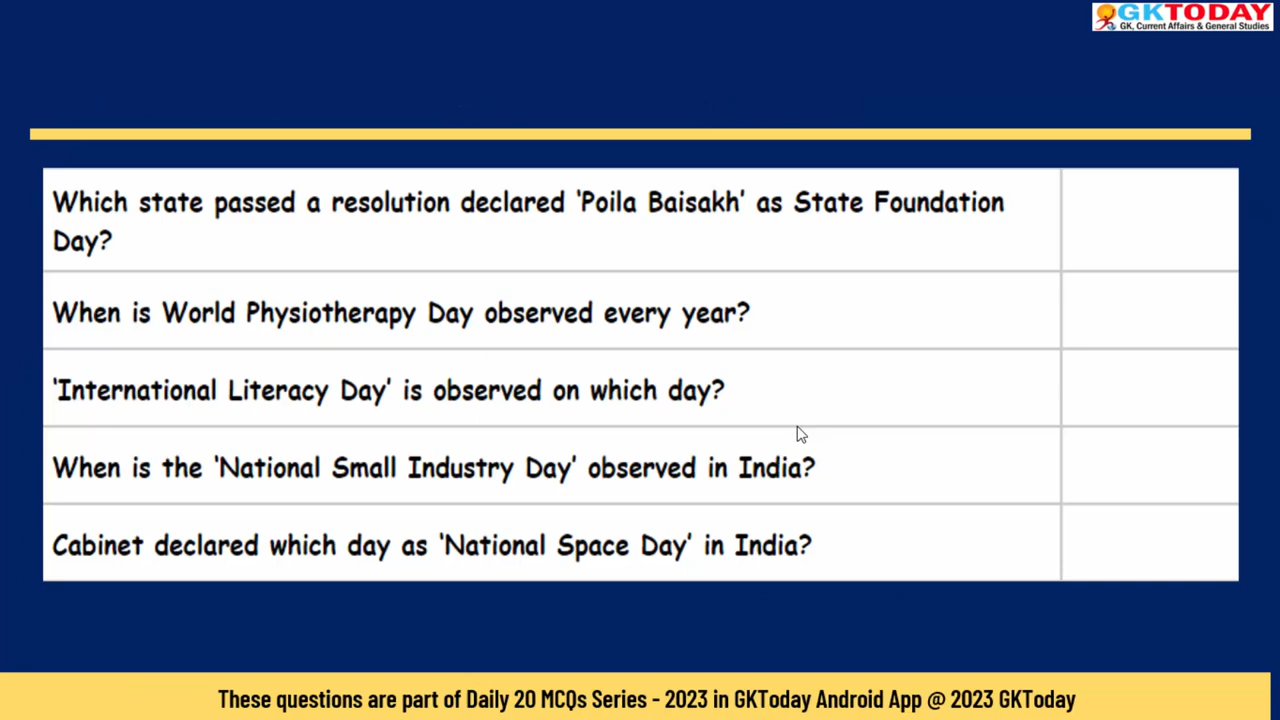 GKTODAY
GK, Current Affairs & General Studies
Which state passed a resolution declared ‘Poila Baisakh’ as State Foundation
Day?
When is World Physiotherapy Day observed every year?
‘International Literacy Day’ is observed on which day?
When is the ‘National Small Industry Day’ observed in India?
Cabinet declared which day as ‘National Space Day’ in India?
These questions are part of Daily 20 MCQs Series - 2023 in GKToday Android App @ 2023 GKToday